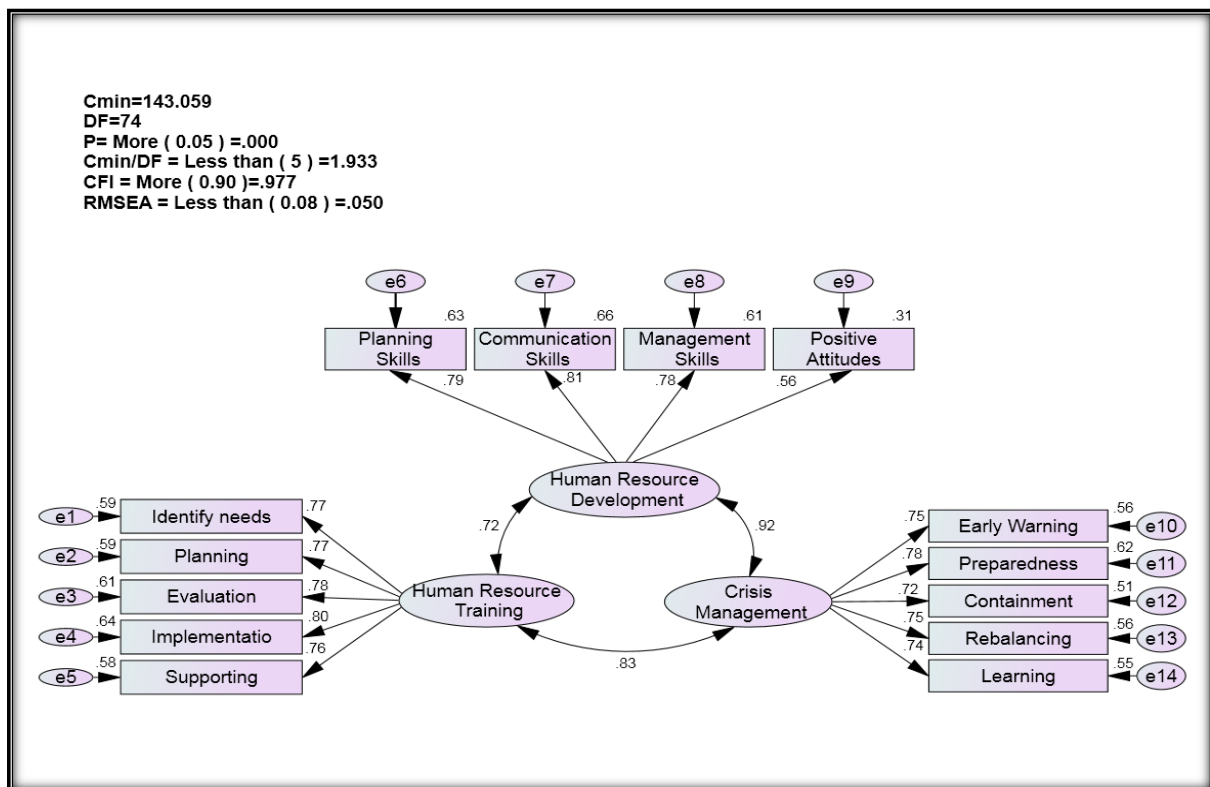 Cmin=143.059
DF=74
P= More ( 0.05 ) =.000
Cmin/DF = Less than ( 5 ) =1.933
CFI = More ( 0.90 )=.977
RMSEA = Less than ( 0.08 ) =.050
e6
e7
e8
e9
.63
.66
.61
.31
Planning
Skills
Communication
Skills
Management
Skills
Positive
Attitudes
.79
.81
.78
.56
Human Resource
Development
.72
.92
.83
Human Resource
Training
Crisis
Management
e1
.59
Identify needs
.77
e2
.59
Planning
.77
e3
.61
Evaluation
.78
e4
.64
Implementatio
.80
e5
.58
Supporting
.76
.75
Early Warning
.56
e10
.78
Preparedness
.62
e11
.72
Containment
.51
e12
.75
Rebalancing
.56
e13
.74
Learning
.55
e14